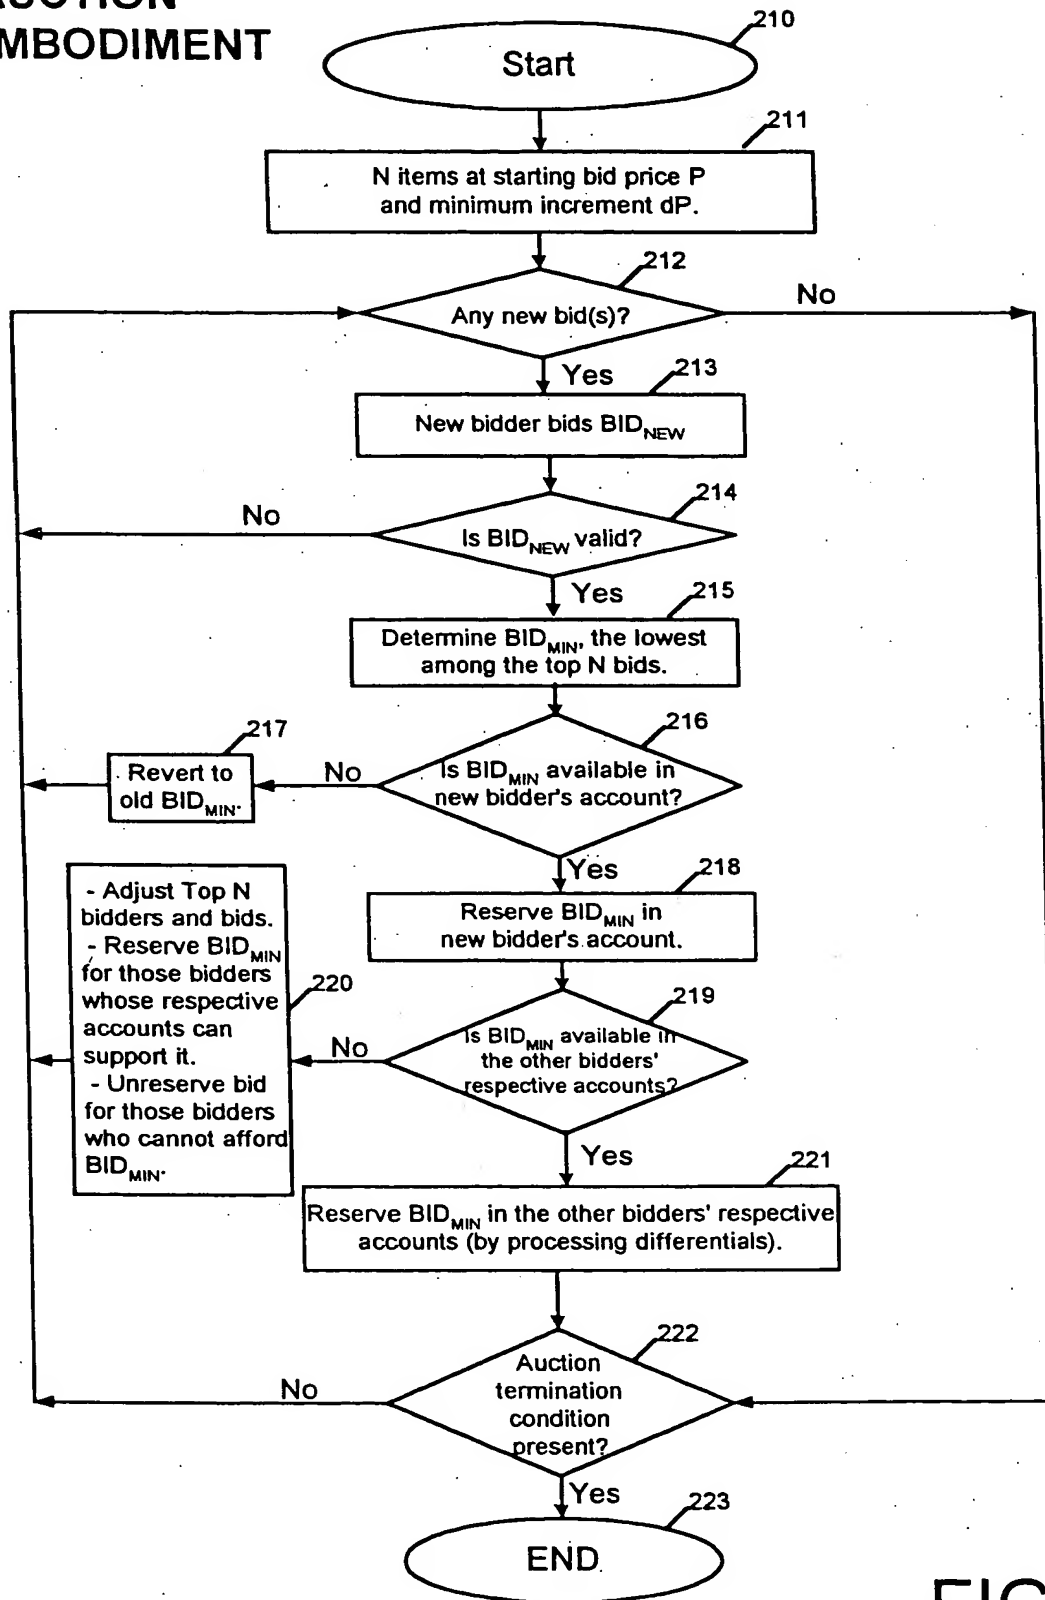 MBODIMENT
210
Start
211
N items at starting bid price P
and minimum increment dP.
212
Any new bid(s)?
No
Yes
213
New bidder bids BID_NEW
214
No
Is BID_NEW valid?
Yes
215
Determine BID_MIN, the lowest
among the top N bids.
216
217
Is BID_MIN available in
new bidder's account?
No
Revert to
old BID_MIN.
Yes
218
Reserve BID_MIN in
new bidder's account.
- Adjust Top N
bidders and bids.
- Reserve BID_MIN
for those bidders
whose respective
accounts can
support it.
- Unreserve bid
for those bidders
who cannot afford
BID_MIN.
220
219
Is BID_MIN available in
the other bidders'
respective accounts?
No
Yes
221
Reserve BID_MIN in the other bidders' respective
accounts (by processing differentials).
222
Auction
termination
condition
present?
No
Yes
223
END